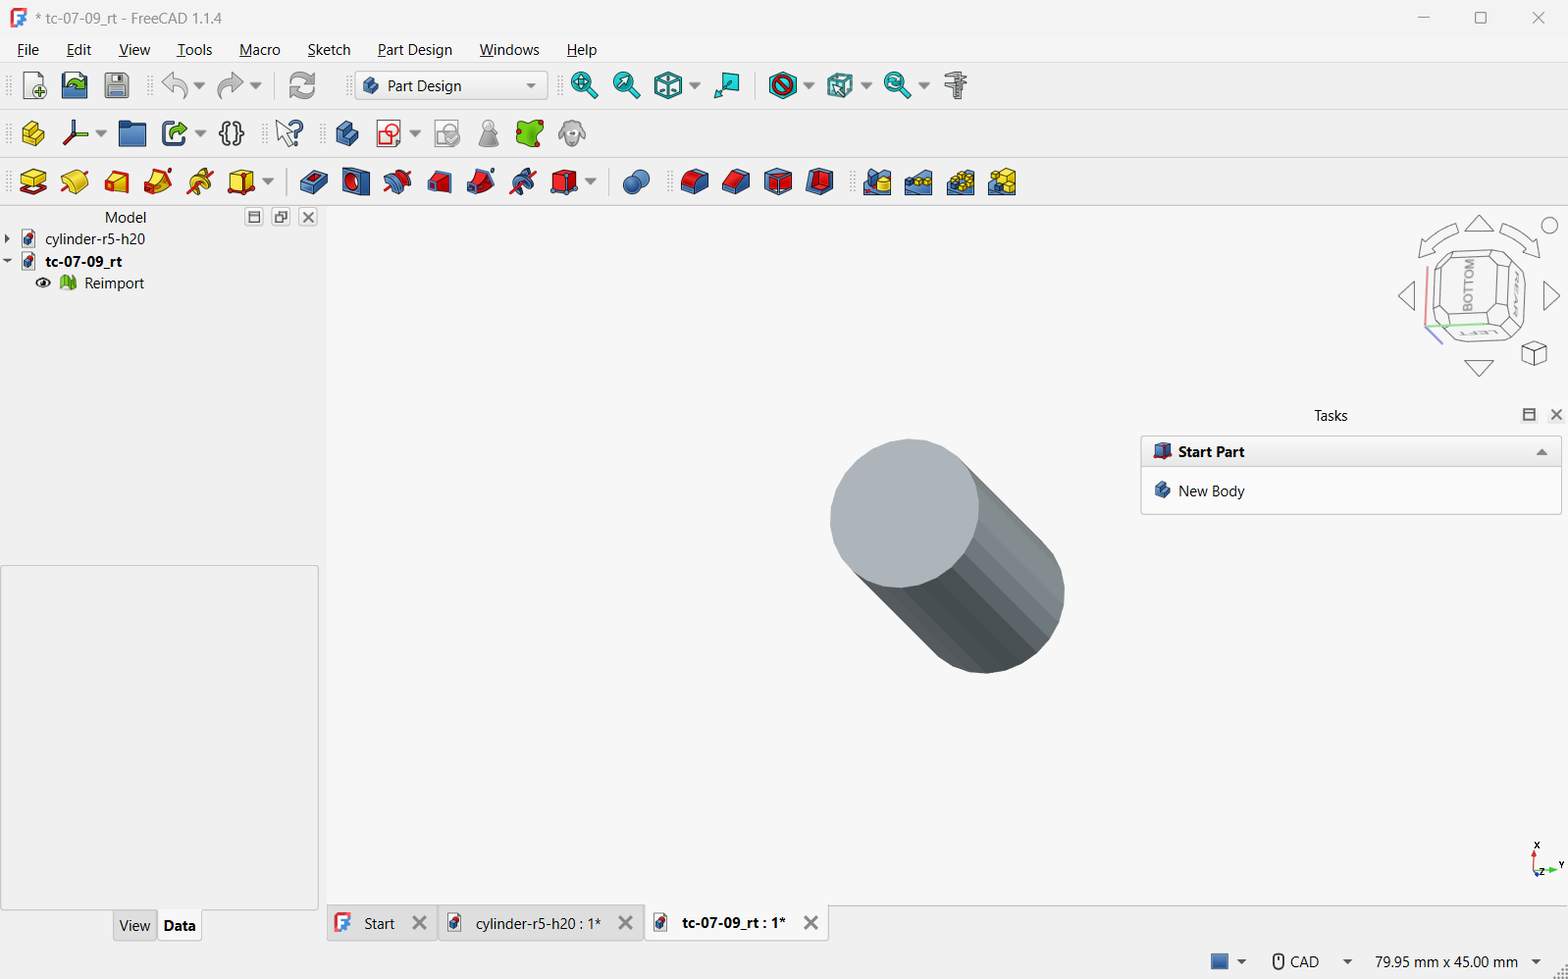 * tc-07-09_rt - FreeCAD 1.1.4
File Edit View Tools Macro Sketch Part Design Windows Help
Part Design
Model
cylinder-r5-h20
tc-07-09_rt
Reimport
BOTTOM
REAR
LEFT
Tasks
Start Part
New Body
X
Y
Z
View Data
Start cylinder-r5-h20 : 1* tc-07-09_rt : 1*
CAD 79.95 mm x 45.00 mm